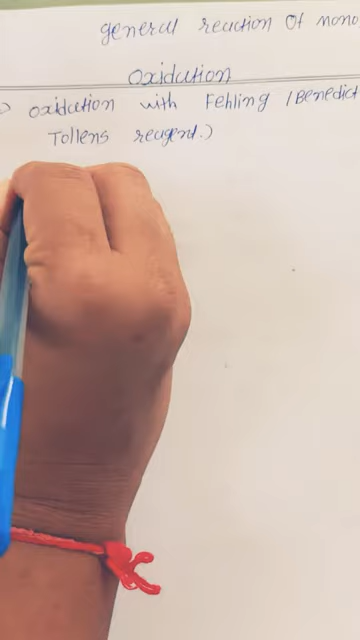 general reaction of mono
Oxidation
oxidation with Fehling / Benedict
Tollens reagent.)